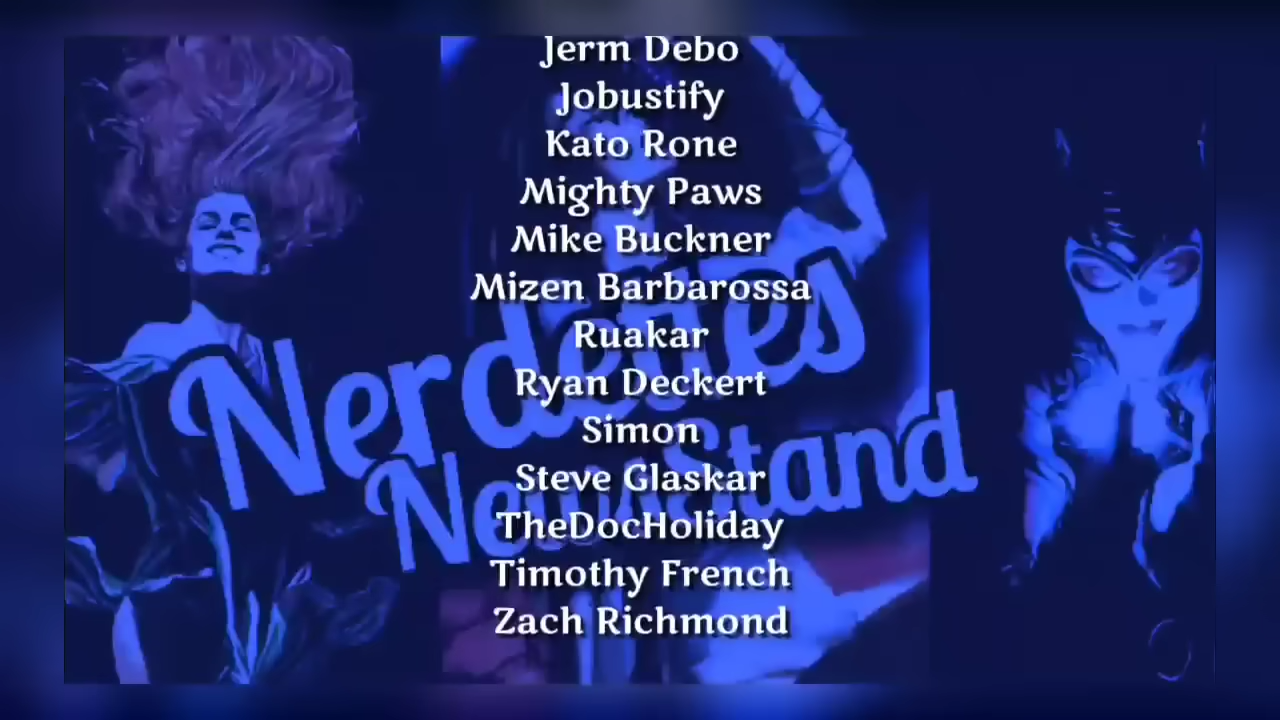 Jerm Debo
Jobustify
Kato Rone
Mighty Paws
Mike Buckner
Mizen Barbarossa
Ruakar
Ryan Deckert
Simon
Steve Glaskar
TheDocHoliday
Timothy French
Zach Richmond
Nerdettes
NewsStand